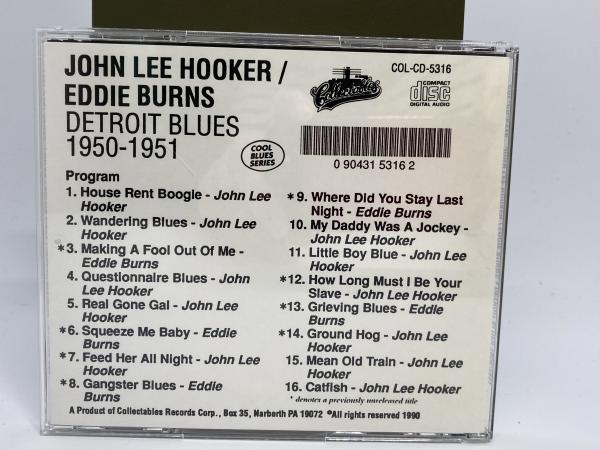 JOHN LEE HOOKER /
EDDIE BURNS
DETROIT BLUES
1950-1951
Collectables
COOL
BLUES
SERIES
COL-CD-5316
COMPACT
disc
DIGITAL AUDIO
0 90431 5316 2
Program
1. House Rent Boogie - John Lee
Hooker
2. Wandering Blues - John Lee
Hooker
*3. Making A Fool Out Of Me -
Eddie Burns
4. Questionnaire Blues - John
Lee Hooker
5. Real Gone Gal - John Lee
Hooker
*6. Squeeze Me Baby - Eddie
Burns
*7. Feed Her All Night - John Lee
Hooker
*8. Gangster Blues - Eddie
Burns
*9. Where Did You Stay Last
Night - Eddie Burns
10. My Daddy Was A Jockey -
John Lee Hooker
11. Little Boy Blue - John Lee
Hooker
*12. How Long Must I Be Your
Slave - John Lee Hooker
*13. Grieving Blues - Eddie
Burns
*14. Ground Hog - John Lee
Hooker
15. Mean Old Train - John Lee
Hooker
16. Catfish - John Lee Hooker
* denotes a previously unreleased title
A Product of Collectables Records Corp., Box 35, Narberth PA 19072 ℗All rights reserved 1990